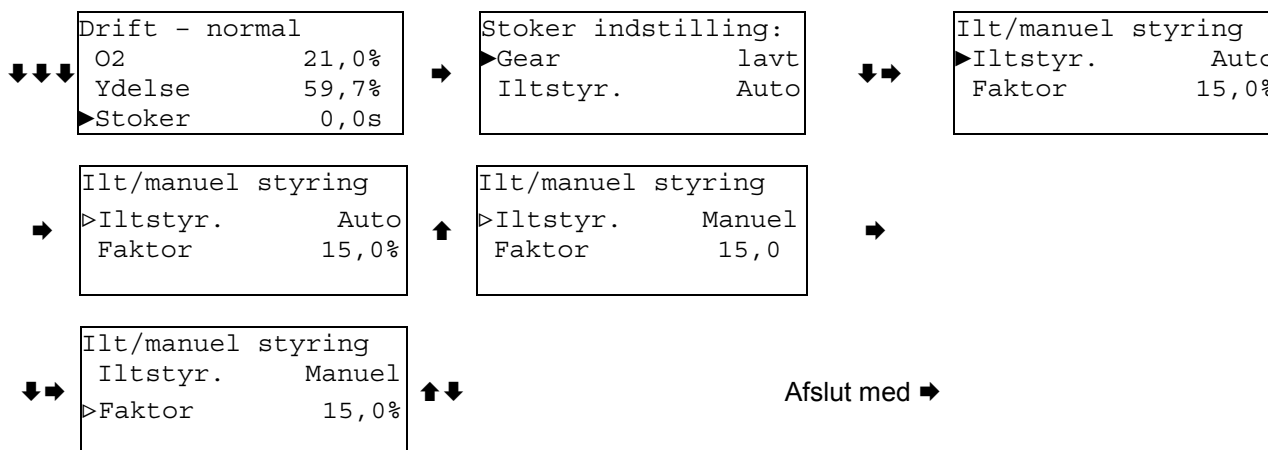 Drift – normal
O2 21,0%
⬇⬇⬇ Ydelse 59,7%
►Stoker 0,0s
➡
Stoker indstilling:
►Gear lavt
Iltstyr. Auto
⬇➡
Ilt/manuel styring
►Iltstyr. Auto
Faktor 15,0%
➡
Ilt/manuel styring
▷Iltstyr. Auto
Faktor 15,0%
⬆
Ilt/manuel styring
▷Iltstyr. Manuel
Faktor 15,0
➡
⬇➡
Ilt/manuel styring
Iltstyr. Manuel
▷Faktor 15,0%
⬆⬇
Afslut med ➡